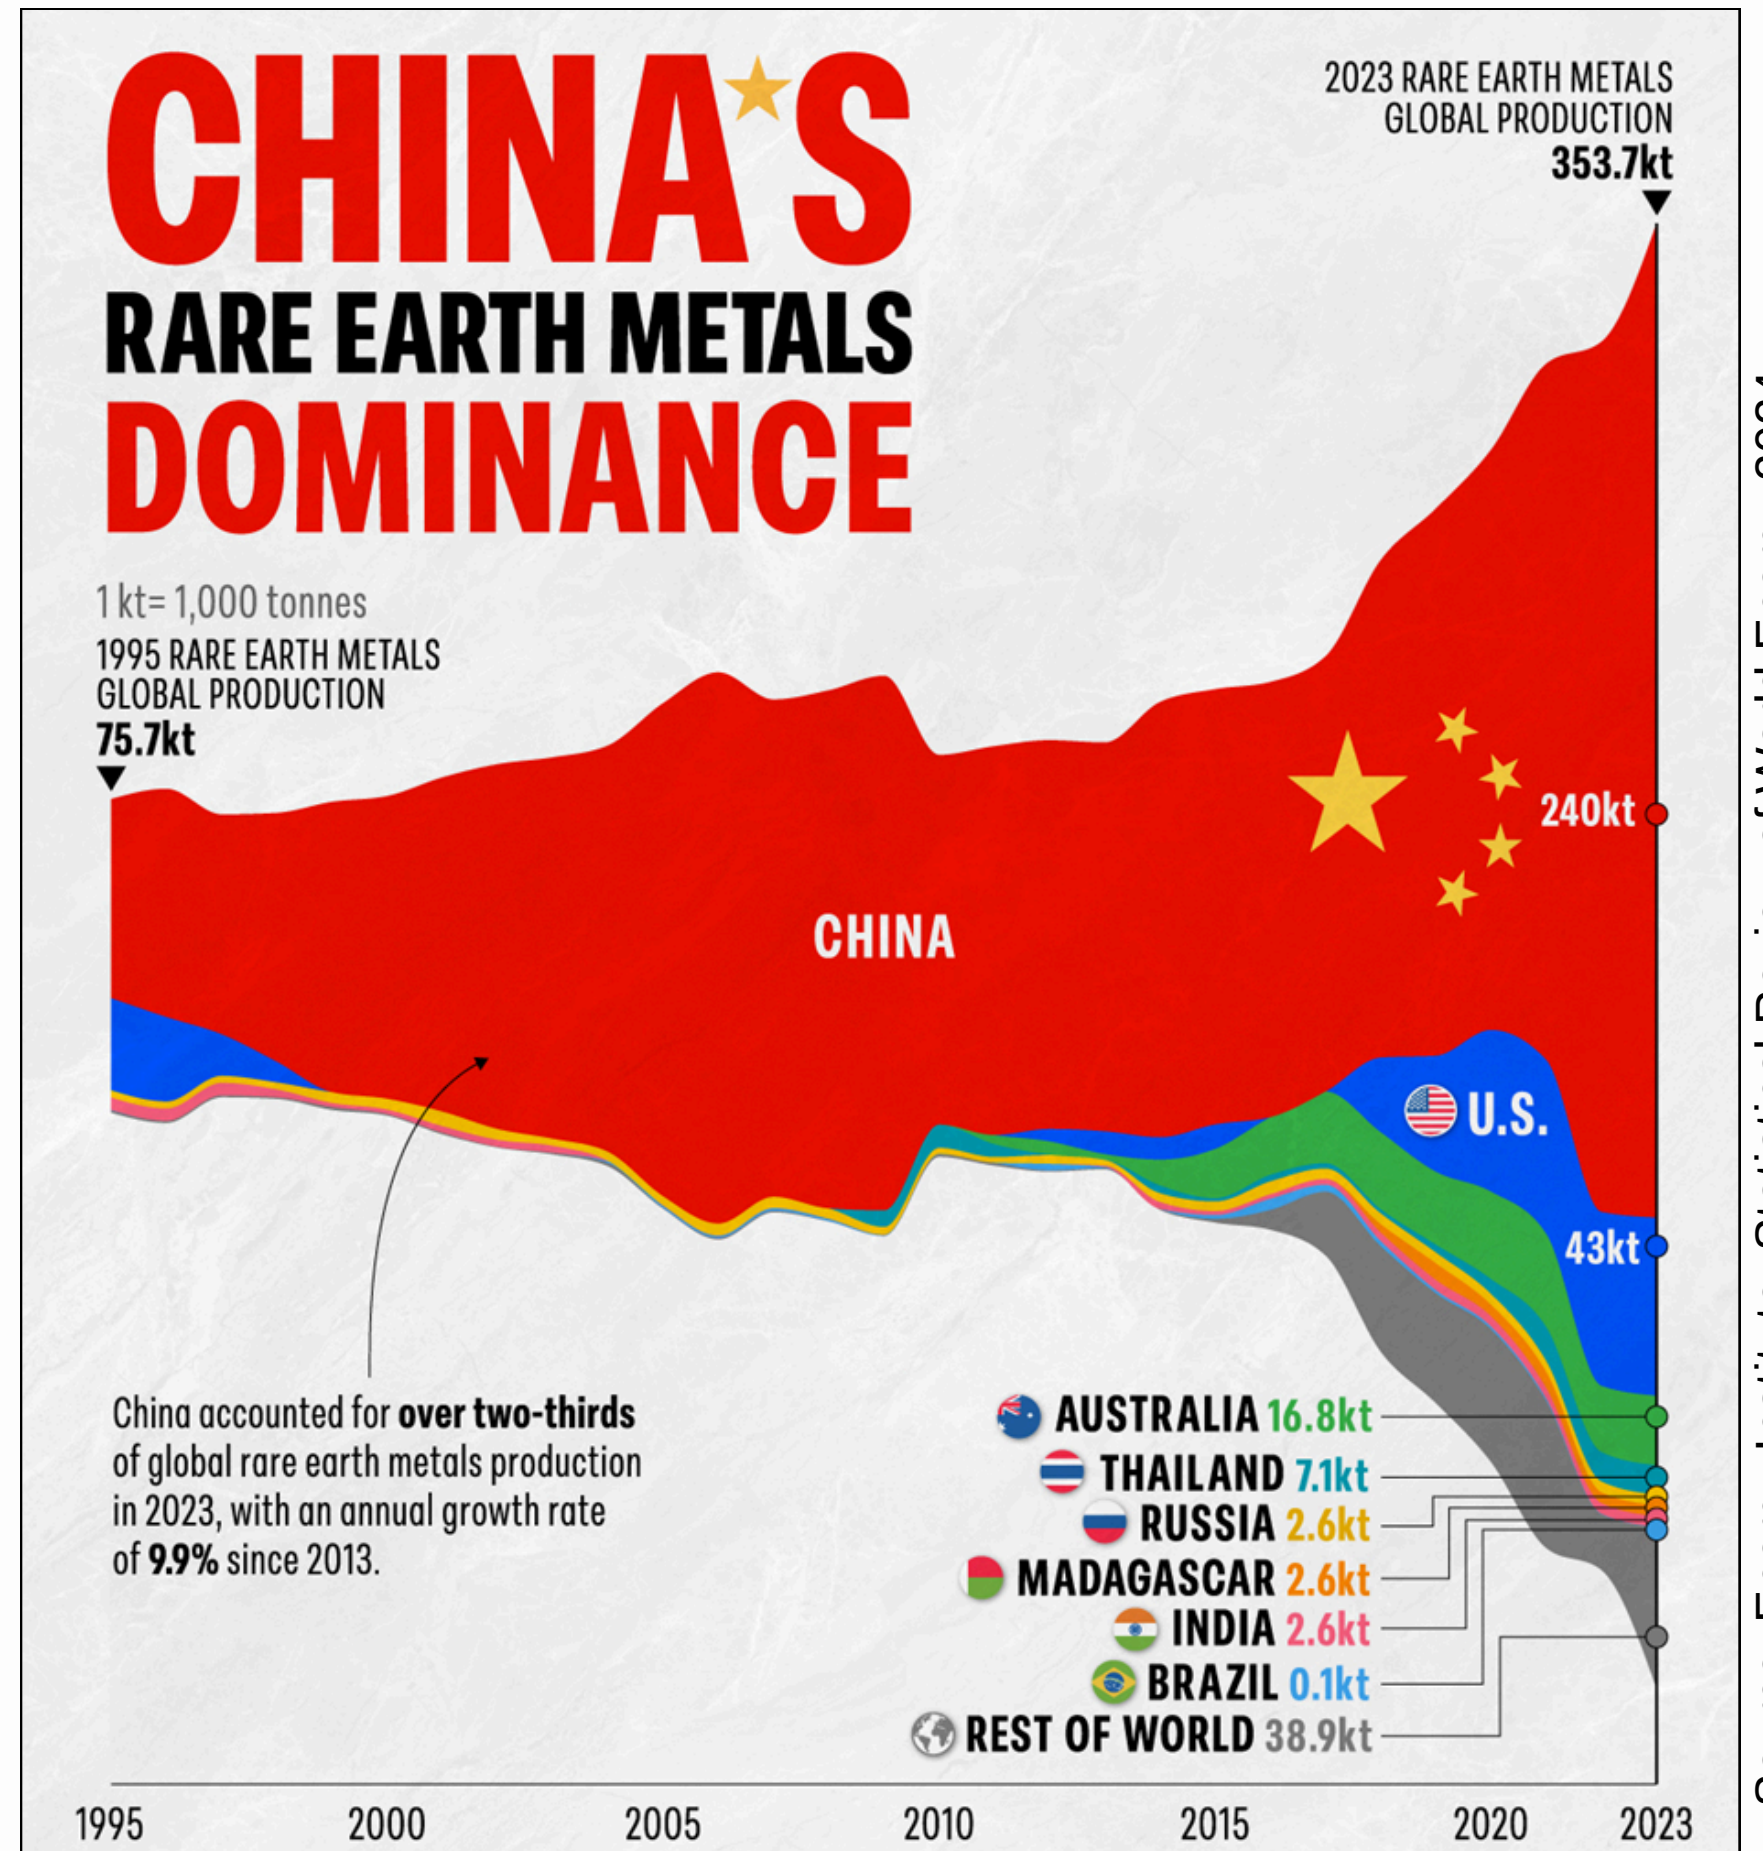 CHINA'S
RARE EARTH METALS
DOMINANCE
2023 RARE EARTH METALS
GLOBAL PRODUCTION
353.7kt
1 kt= 1,000 tonnes
1995 RARE EARTH METALS
GLOBAL PRODUCTION
75.7kt
240kt
CHINA
U.S.
43kt
China accounted for over two-thirds
of global rare earth metals production
in 2023, with an annual growth rate
of 9.9% since 2013.
AUSTRALIA 16.8kt
THAILAND 7.1kt
RUSSIA 2.6kt
MADAGASCAR 2.6kt
INDIA 2.6kt
BRAZIL 0.1kt
REST OF WORLD 38.9kt
1995 2000 2005 2010 2015 2020 2023